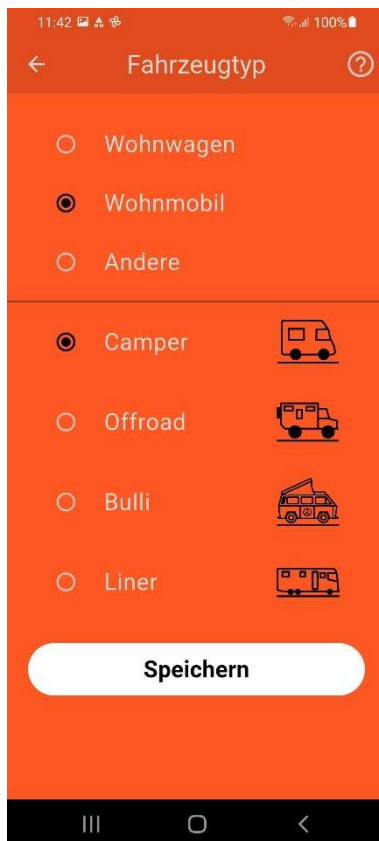 11:42 100%
Fahrzeugtyp
Wohnwagen
Wohnmobil
Andere
Camper
Offroad
Bulli
Liner
Speichern